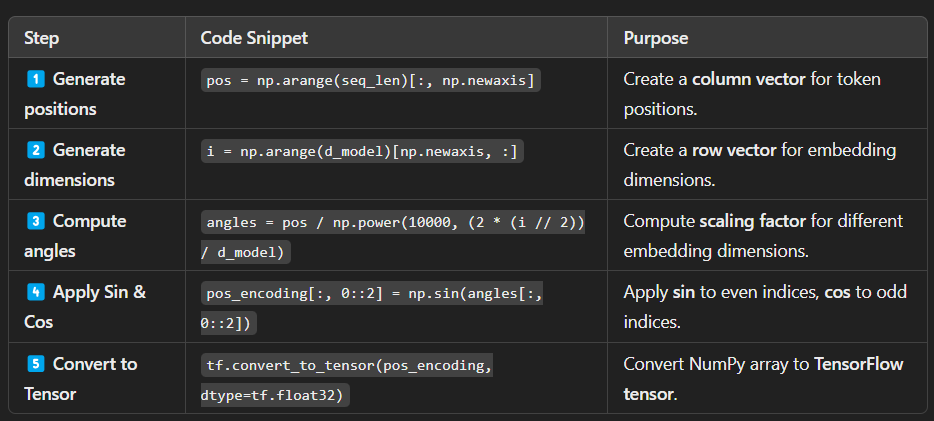 Step Code Snippet Purpose
1 Generate pos = np.arange(seq_len)[:, np.newaxis] Create a column vector for token
positions positions.
2 Generate i = np.arange(d_model)[np.newaxis, :] Create a row vector for embedding
dimensions dimensions.
3 Compute angles = pos / np.power(10000, (2 * (i // 2)) Compute scaling factor for different
angles / d_model) embedding dimensions.
4 Apply Sin & pos_encoding[:, 0::2] = np.sin(angles[:, Apply sin to even indices, cos to odd
Cos 0::2]) indices.
5 Convert to tf.convert_to_tensor(pos_encoding, Convert NumPy array to TensorFlow
Tensor dtype=tf.float32) tensor.